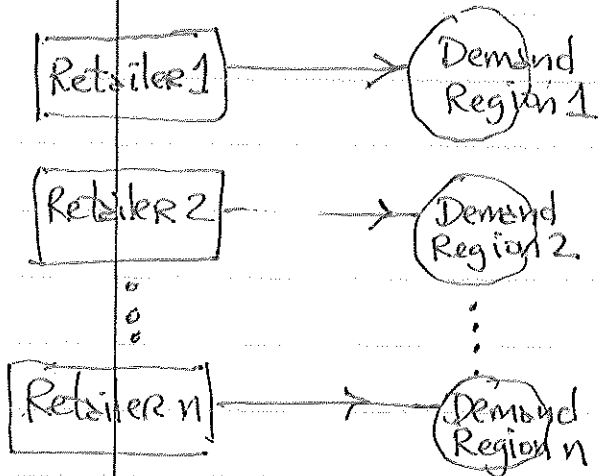 Retailer 1
Demand
Region 1
Retailer 2
Demand
Region 2.
Retailer n
Demand
Region n